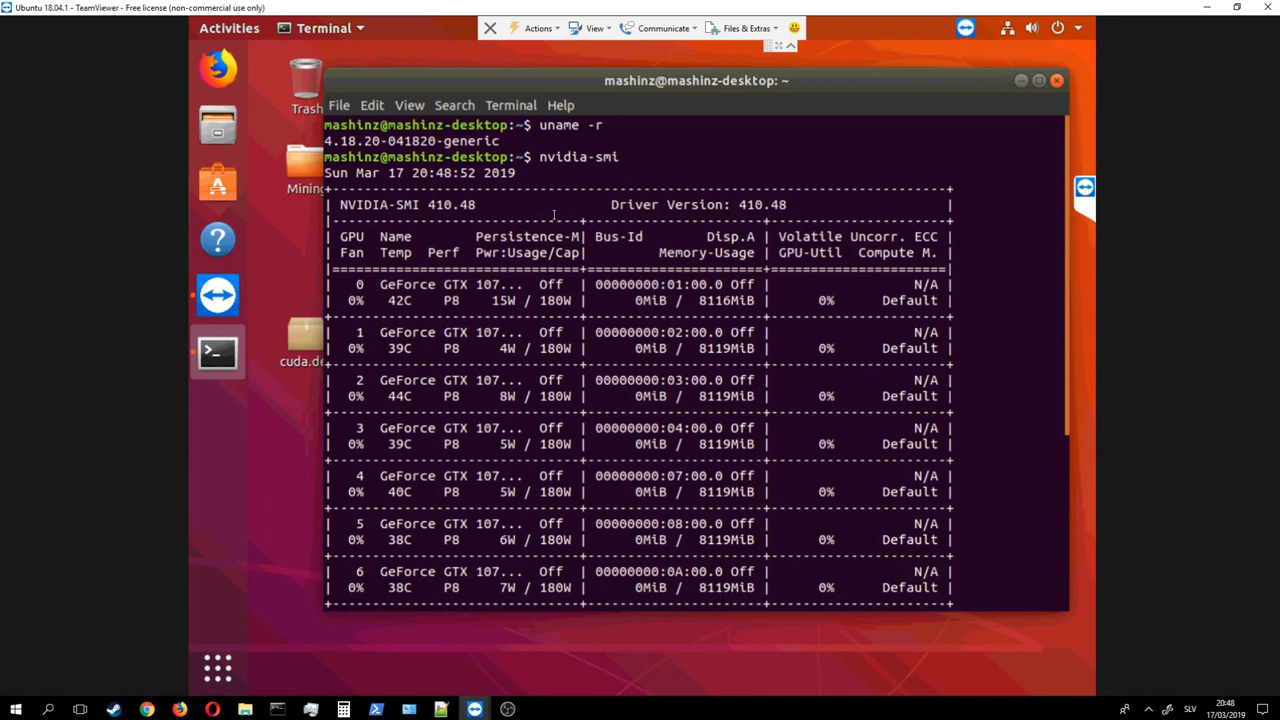 Ubuntu 18.04.1 - TeamViewer - Free license (non-commercial use only)
Activities Terminal Actions View Communicate Files & Extras
mashinz@mashinz-desktop: ~
Trash
Mining
cuda.de
File Edit View Search Terminal Help
mashinz@mashinz-desktop:~$ uname -r
4.18.20-041820-generic
mashinz@mashinz-desktop:~$ nvidia-smi
Sun Mar 17 20:48:52 2019
+-----------------------------------------------------------------------------+
| NVIDIA-SMI 410.48                 Driver Version: 410.48                    |
|-------------------------------+----------------------+----------------------+
| GPU  Name        Persistence-M| Bus-Id        Disp.A | Volatile Uncorr. ECC |
| Fan  Temp  Perf  Pwr:Usage/Cap|         Memory-Usage | GPU-Util  Compute M. |
|===============================+======================+======================|
|   0  GeForce GTX 107...  Off  | 00000000:01:00.0 Off |                  N/A |
|  0%   42C    P8    15W / 180W |      0MiB /  8116MiB |      0%      Default |
+-------------------------------+----------------------+----------------------+
|   1  GeForce GTX 107...  Off  | 00000000:02:00.0 Off |                  N/A |
|  0%   39C    P8     4W / 180W |      0MiB /  8119MiB |      0%      Default |
+-------------------------------+----------------------+----------------------+
|   2  GeForce GTX 107...  Off  | 00000000:03:00.0 Off |                  N/A |
|  0%   44C    P8     8W / 180W |      0MiB /  8119MiB |      0%      Default |
+-------------------------------+----------------------+----------------------+
|   3  GeForce GTX 107...  Off  | 00000000:04:00.0 Off |                  N/A |
|  0%   39C    P8     5W / 180W |      0MiB /  8119MiB |      0%      Default |
+-------------------------------+----------------------+----------------------+
|   4  GeForce GTX 107...  Off  | 00000000:07:00.0 Off |                  N/A |
|  0%   40C    P8     5W / 180W |      0MiB /  8119MiB |      0%      Default |
+-------------------------------+----------------------+----------------------+
|   5  GeForce GTX 107...  Off  | 00000000:08:00.0 Off |                  N/A |
|  0%   38C    P8     6W / 180W |      0MiB /  8119MiB |      0%      Default |
+-------------------------------+----------------------+----------------------+
|   6  GeForce GTX 107...  Off  | 00000000:0A:00.0 Off |                  N/A |
|  0%   38C    P8     7W / 180W |      0MiB /  8119MiB |      0%      Default |
+-------------------------------+----------------------+----------------------+
SLV
20:48
17/03/2019